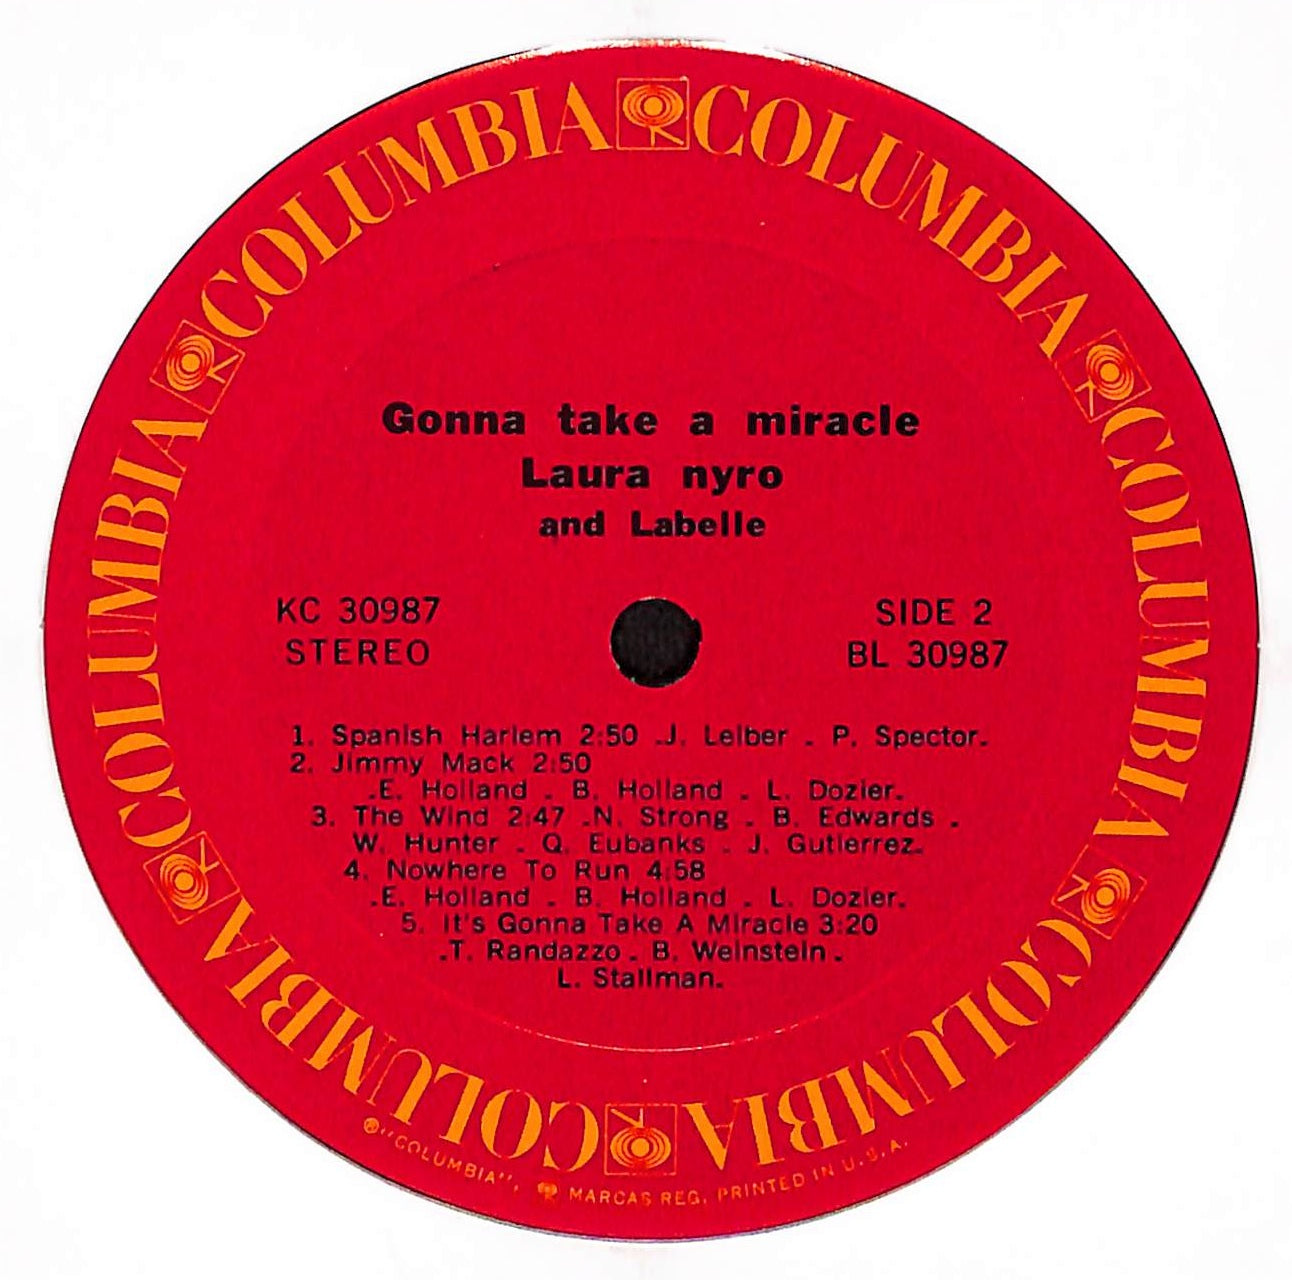 COLUMBIA COLUMBIA COLUMBIA COLUMBIA COLUMBIA COLUMBIA
Gonna take a miracle
Laura nyro
and Labelle
KC 30987
STEREO
SIDE 2
BL 30987
1. Spanish Harlem 2:50 .J. Leiber . P. Spector.
2. Jimmy Mack 2:50
.E. Holland . B. Holland . L. Dozier.
3. The Wind 2:47 .N. Strong . B. Edwards .
W. Hunter . Q. Eubanks . J. Gutierrez.
4. Nowhere To Run 4:58
.E. Holland . B. Holland . L. Dozier.
5. It's Gonna Take A Miracle 3:20
.T. Randazzo . B. Weinstein .
L. Stallman.
® "COLUMBIA", MARCAS REG. PRINTED IN U.S.A.